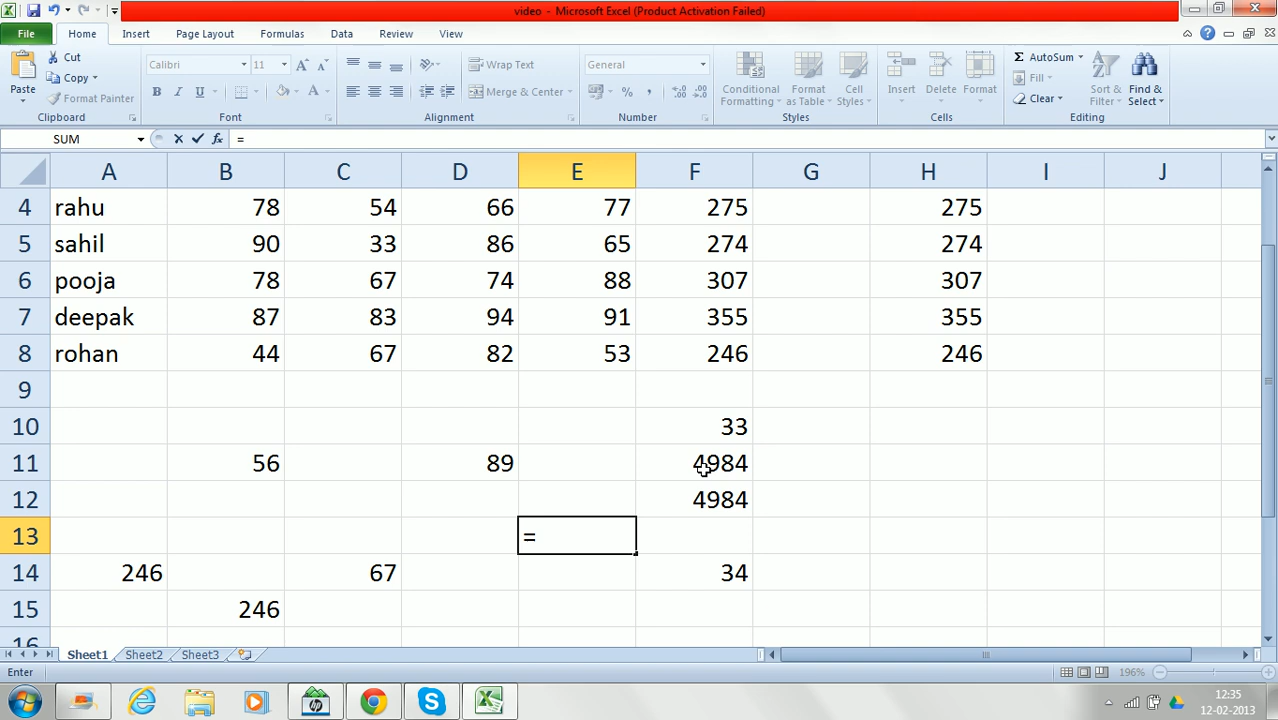 video - Microsoft Excel (Product Activation Failed)
File Home Insert Page Layout Formulas Data Review View
Paste Cut Copy Format Painter Clipboard
Calibri 11 A A B I U A Font
Wrap Text Merge & Center Alignment
General % , Number
Conditional Formatting Format as Table Cell Styles Styles
Insert Delete Format Cells
Σ AutoSum Fill Clear Sort & Filter Find & Select Editing
SUM fx =
A B C D E F G H I J
4 rahu 78 54 66 77 275 275
5 sahil 90 33 86 65 274 274
6 pooja 78 67 74 88 307 307
7 deepak 87 83 94 91 355 355
8 rohan 44 67 82 53 246 246
9
10 33
11 56 89 4984
12 4984
13 =
14 246 67 34
15 246
16
Sheet1 Sheet2 Sheet3
Enter 196%
12:35
12-02-2013